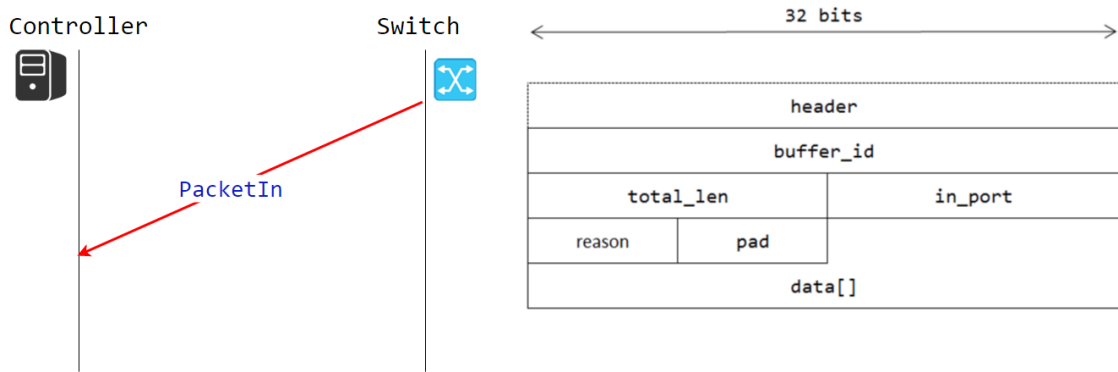 Controller
Switch
PacketIn
32 bits
header
buffer_id
total_len
in_port
reason
pad
data[]